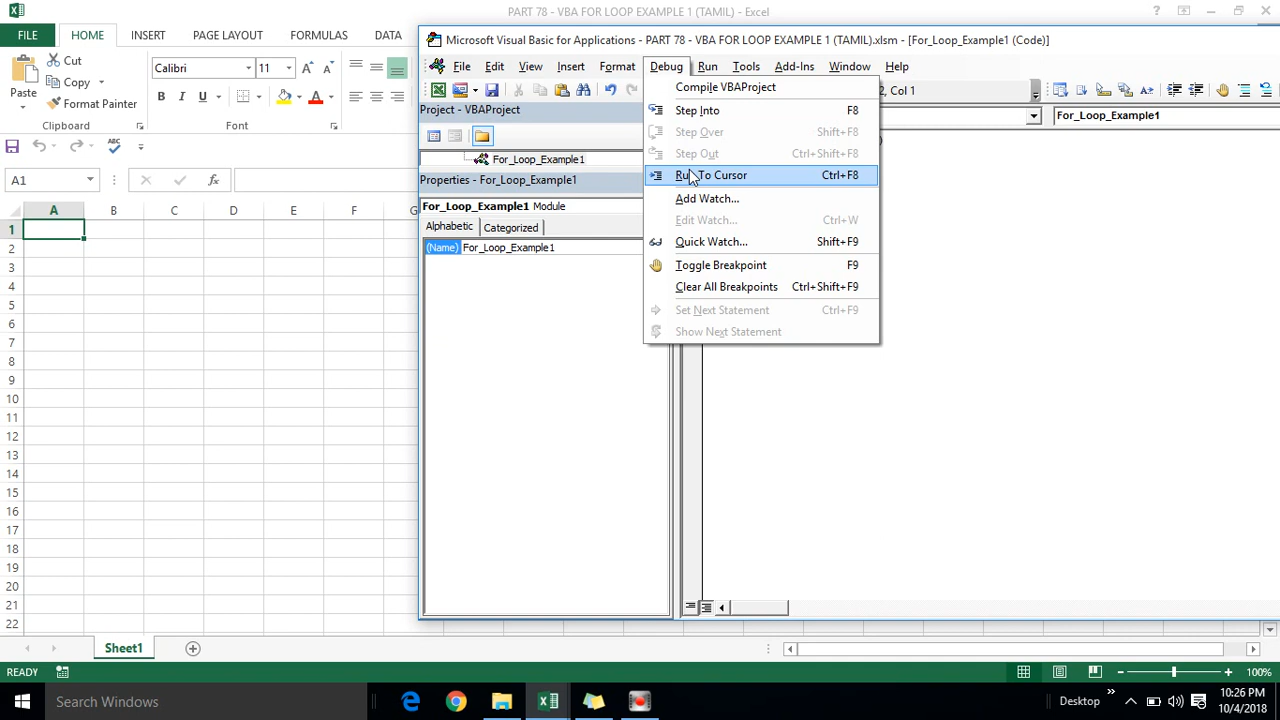 PART 78 - VBA FOR LOOP EXAMPLE 1 (TAMIL) - Excel
FILE HOME INSERT PAGE LAYOUT FORMULAS DATA
Cut
Copy
Format Painter
Paste
Clipboard
Calibri 11
B I U
Font
A1
A B C D E F G
1
2
3
4
5
6
7
8
9
10
11
12
13
14
15
16
17
18
19
20
21
22
Microsoft Visual Basic for Applications - PART 78 - VBA FOR LOOP EXAMPLE 1 (TAMIL).xlsm - [For_Loop_Example1 (Code)]
File Edit View Insert Format Debug Run Tools Add-Ins Window Help
2, Col 1
Project - VBAProject
For_Loop_Example1
For_Loop_Example1
Properties - For_Loop_Example1
For_Loop_Example1 Module
Alphabetic Categorized
(Name) For_Loop_Example1
Compile VBAProject
Step Into F8
Step Over Shift+F8
Step Out Ctrl+Shift+F8
Run To Cursor Ctrl+F8
Add Watch...
Edit Watch... Ctrl+W
Quick Watch... Shift+F9
Toggle Breakpoint F9
Clear All Breakpoints Ctrl+Shift+F9
Set Next Statement Ctrl+F9
Show Next Statement
)
Sheet1
READY
100%
Search Windows
Desktop
10:26 PM
10/4/2018